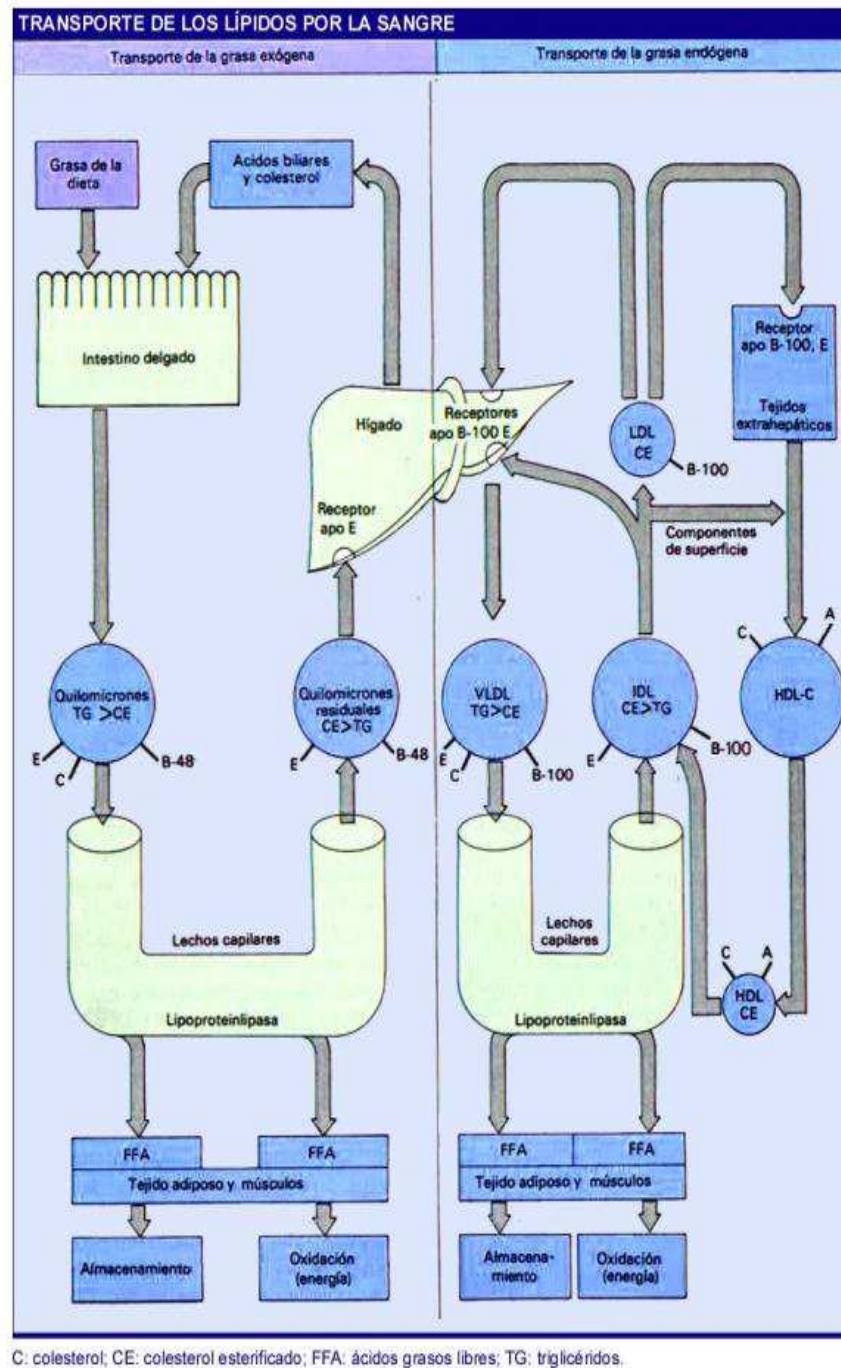 TRANSPORTE DE LOS LÍPIDOS POR LA SANGRE
Transporte de la grasa exógena
Transporte de la grasa endógena
Grasa de la
dieta
Acidos biliares
y colesterol
Intestino delgado
Hígado
Receptores
apo B-100 E
Receptor
apo E
LDL
CE
B-100
Receptor
apo B-100, E
Tejidos
extrahepáticos
Componentes
de superficie
Quilomicrones
TG >CE
E
C
B-48
Quilomicrones
residuales
CE>TG
E
B-48
VLDL
TG>CE
E
C
B-100
IDL
CE>TG
E
B-100
C
A
HDL-C
Lechos capilares
Lipoproteinlipasa
Lechos
capilares
Lipoproteinlipasa
C
A
HDL
CE
FFA
FFA
Tejido adiposo y músculos
Almacenamiento
Oxidación
(energía)
FFA
FFA
Tejido adiposo y músculos
Almacena-
miento
Oxidación
(energía)
C: colesterol; CE: colesterol esterificado; FFA: ácidos grasos libres; TG: triglicéridos.